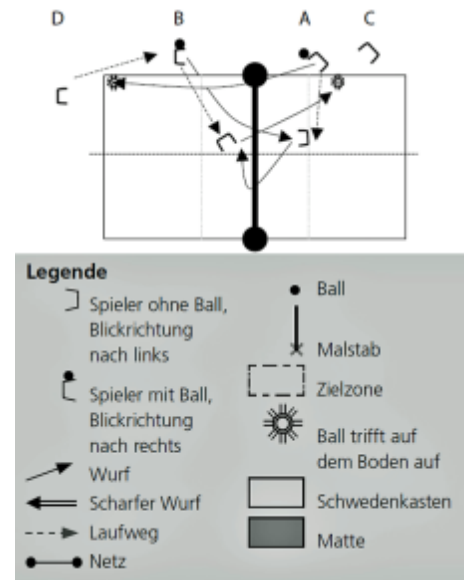 D B A C
Legende
Spieler ohne Ball,
Blickrichtung
nach links
Spieler mit Ball,
Blickrichtung
nach rechts
Wurf
Scharfer Wurf
Laufweg
Netz
Ball
Malstab
Zielzone
Ball trifft auf
dem Boden auf
Schwedenkasten
Matte